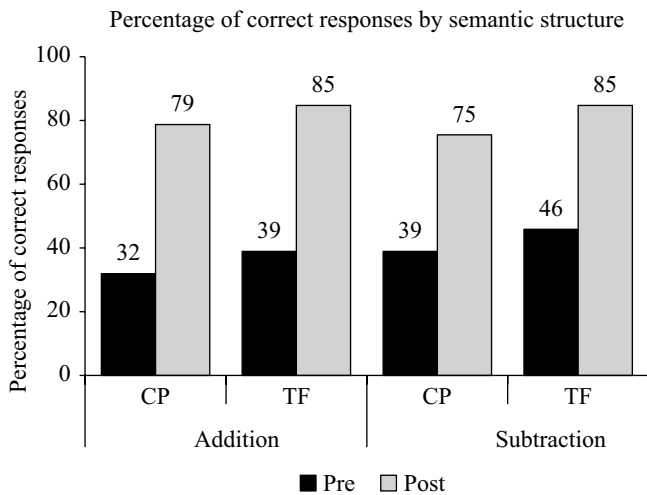 Percentage of correct responses by semantic structure
Percentage of correct responses
100
80
60
40
20
0
32
79
39
85
39
75
46
85
CP
TF
CP
TF
Addition
Subtraction
Pre
Post